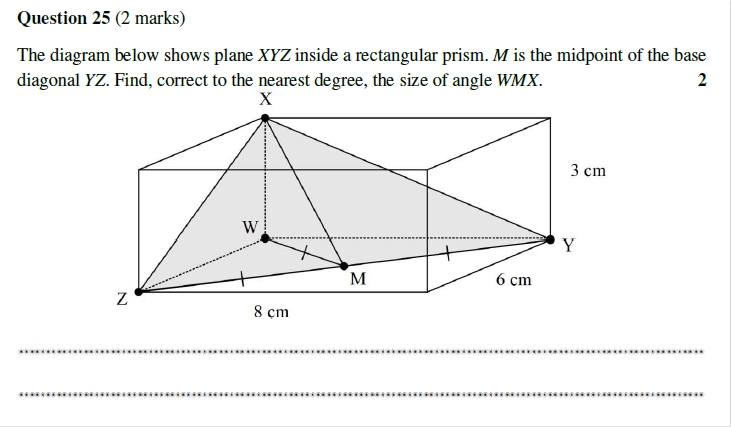 Question 25 (2 marks)
The diagram below shows plane XYZ inside a rectangular prism. M is the midpoint of the base
diagonal YZ. Find, correct to the nearest degree, the size of angle WMX. 2
X
3 cm
W
Y
M
6 cm
Z
8 cm